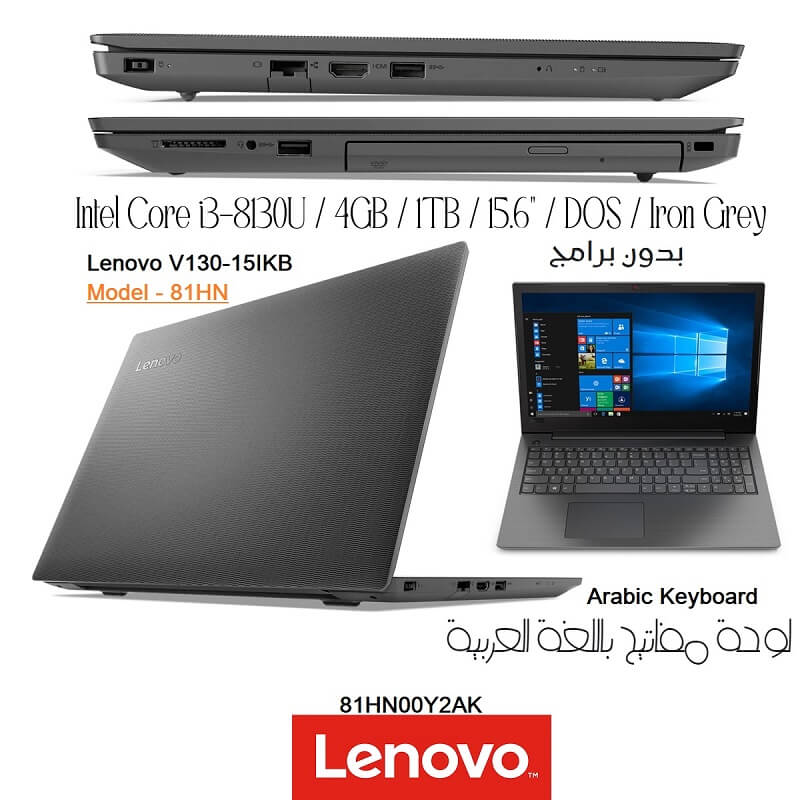 Intel Core i3-8130U / 4GB / 1TB / 15.6" / DOS / Iron Grey
بدون برامج
Lenovo V130-15IKB
Model - 81HN
Lenovo
Arabic Keyboard
لوحة مفاتيح باللغة العربية
81HN00Y2AK
Lenovo™